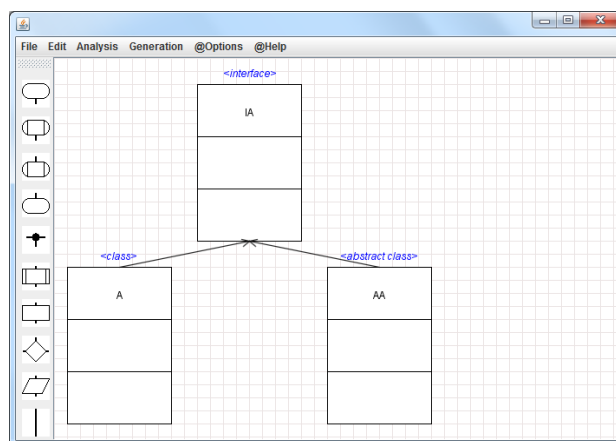 File Edit Analysis Generation @Options @Help
<interface>
IA
<class> <abstract class>
A AA